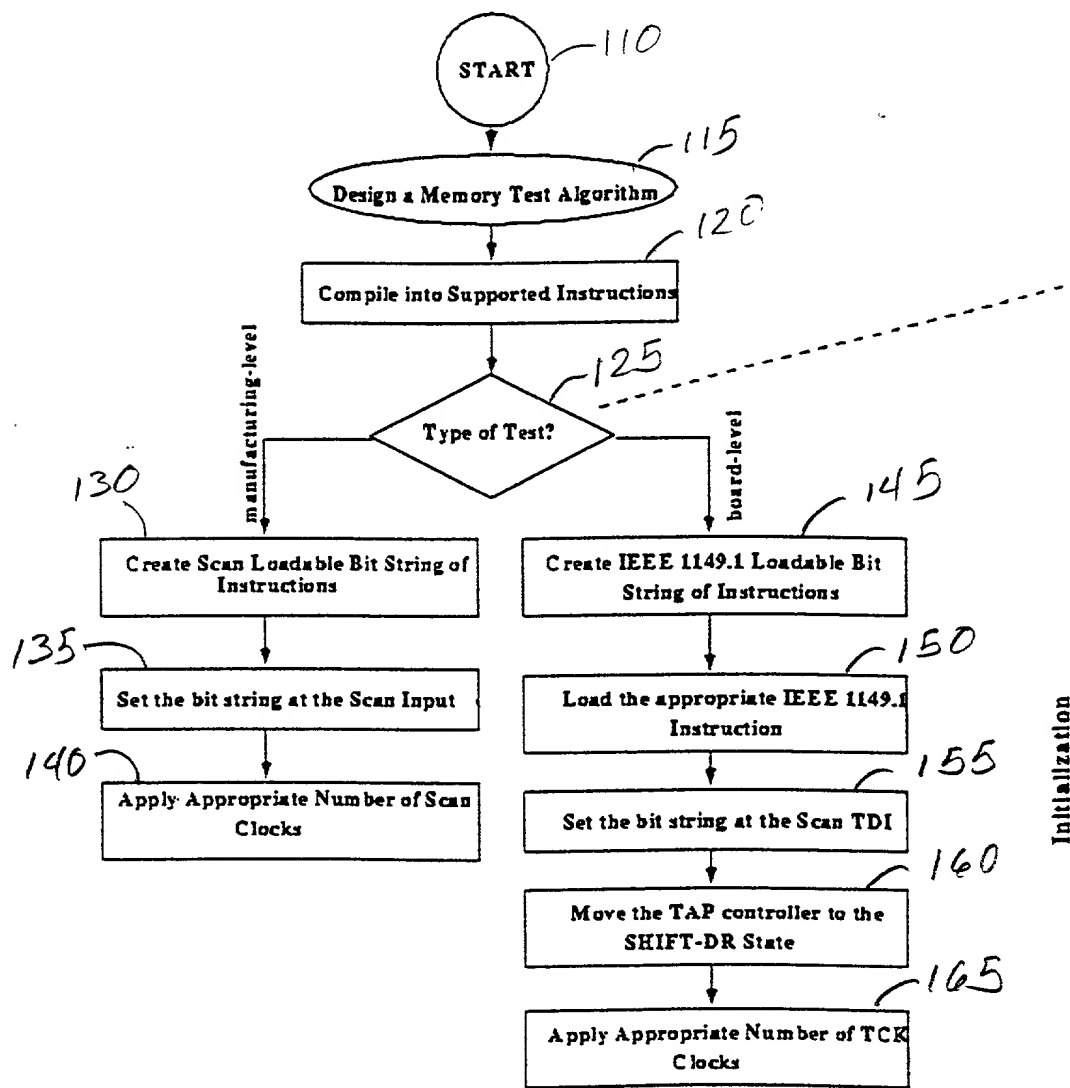 110
START
115
Design a Memory Test Algorithm
120
Compile into Supported Instructions
125
Type of Test?
manufacturing-level
board-level
130
Create Scan Loadable Bit String of
Instructions
135
Set the bit string at the Scan Input
140
Apply Appropriate Number of Scan
Clocks
145
Create IEEE 1149.1 Loadable Bit
String of Instructions
150
Load the appropriate IEEE 1149.1
Instruction
155
Set the bit string at the Scan TDI
160
Move the TAP controller to the
SHIFT-DR State
165
Apply Appropriate Number of TCK
Clocks
Initialization